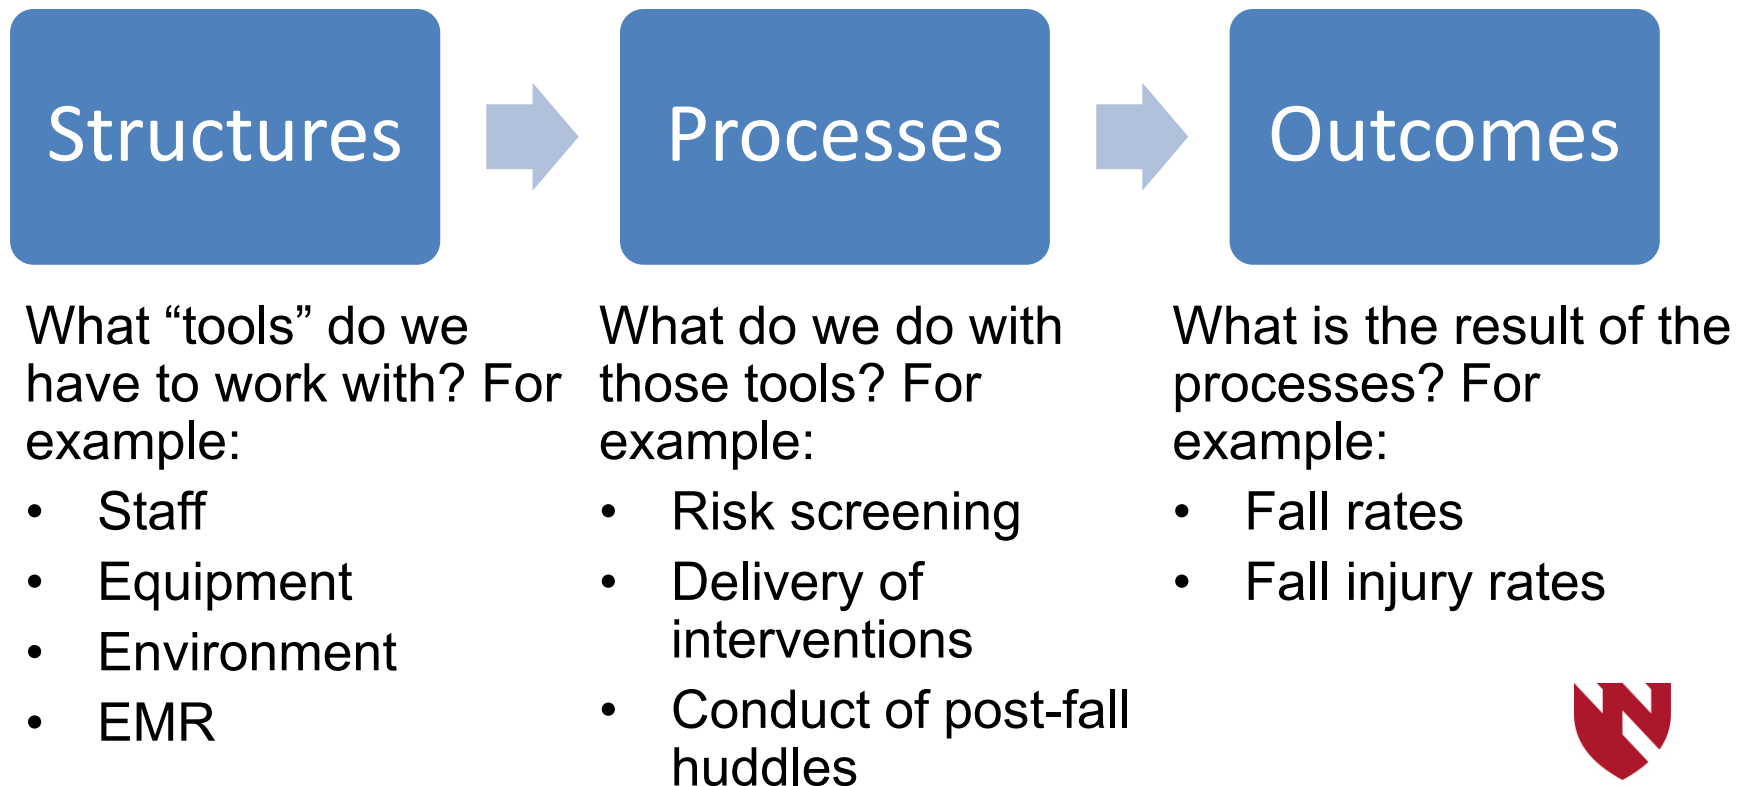 Structures
Processes
Outcomes
What “tools” do we
have to work with? For
example:
• Staff
• Equipment
• Environment
• EMR
What do we do with
those tools? For
example:
• Risk screening
• Delivery of
interventions
• Conduct of post-fall
huddles
What is the result of the
processes? For
example:
• Fall rates
• Fall injury rates